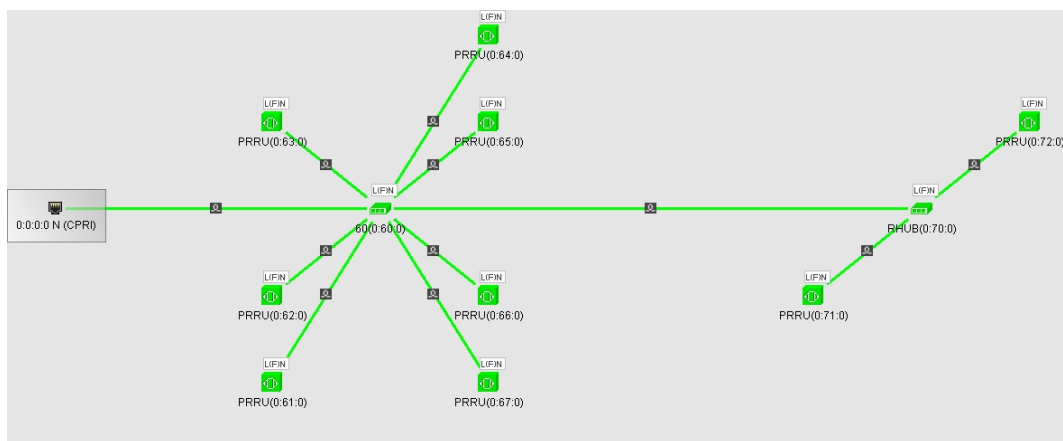 L(F)N
PRRU(0:64:0)
L(F)N
PRRU(0:63:0)
L(F)N
PRRU(0:65:0)
L(F)N
PRRU(0:72:0)
0:0:0:0 N (CPRI)
L(F)N
60(0:60:0)
L(F)N
RHUB(0:70:0)
L(F)N
PRRU(0:62:0)
L(F)N
PRRU(0:66:0)
L(F)N
PRRU(0:71:0)
L(F)N
PRRU(0:61:0)
L(F)N
PRRU(0:67:0)